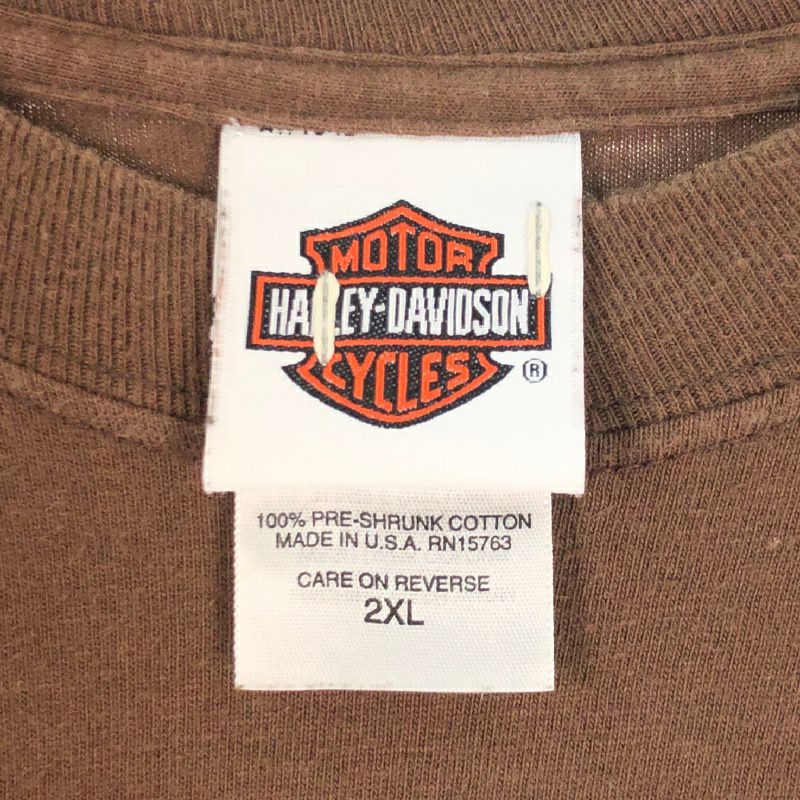 MOTOR
HARLEY-DAVIDSON
CYCLES
®
100% PRE-SHRUNK COTTON
MADE IN U.S.A. RN15763
CARE ON REVERSE
2XL